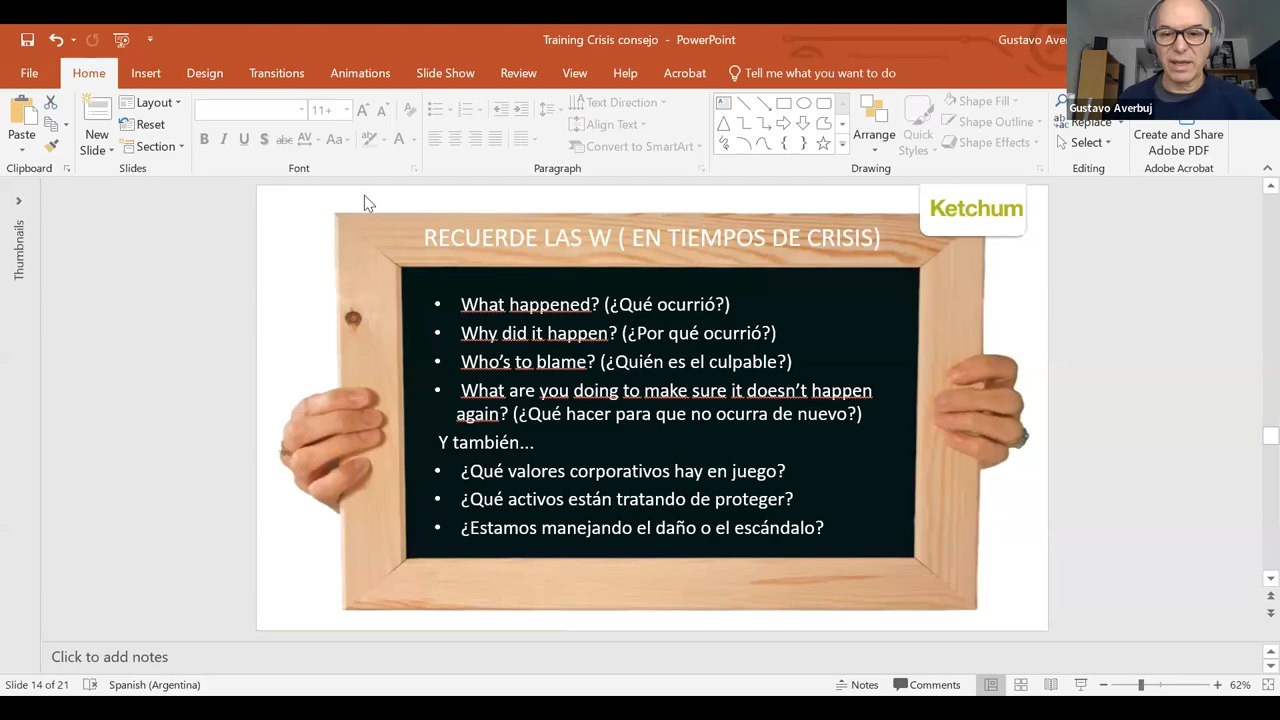 Training Crisis consejo - PowerPoint
Gustavo Aver
Gustavo Averbuj
File Home Insert Design Transitions Animations Slide Show Review View Help Acrobat Tell me what you want to do
Paste
New
Slide
Layout
Reset
Section
11+
Text Direction
Align Text
Convert to SmartArt
Arrange
Quick
Styles
Shape Fill
Shape Outline
Shape Effects
Replace
Select
Create and Share
Adobe PDF
Clipboard Slides Font Paragraph Drawing Adobe Acrobat
Thumbnails
Ketchum
RECUERDE LAS W ( EN TIEMPOS DE CRISIS)
• What happened? (¿Qué ocurrió?)
• Why did it happen? (¿Por qué ocurrió?)
• Who’s to blame? (¿Quién es el culpable?)
• What are you doing to make sure it doesn’t happen
again? (¿Qué hacer para que no ocurra de nuevo?)
Y también...
• ¿Qué valores corporativos hay en juego?
• ¿Qué activos están tratando de proteger?
• ¿Estamos manejando el daño o el escándalo?
Click to add notes
Slide 14 of 21 Spanish (Argentina) Notes Comments 62%